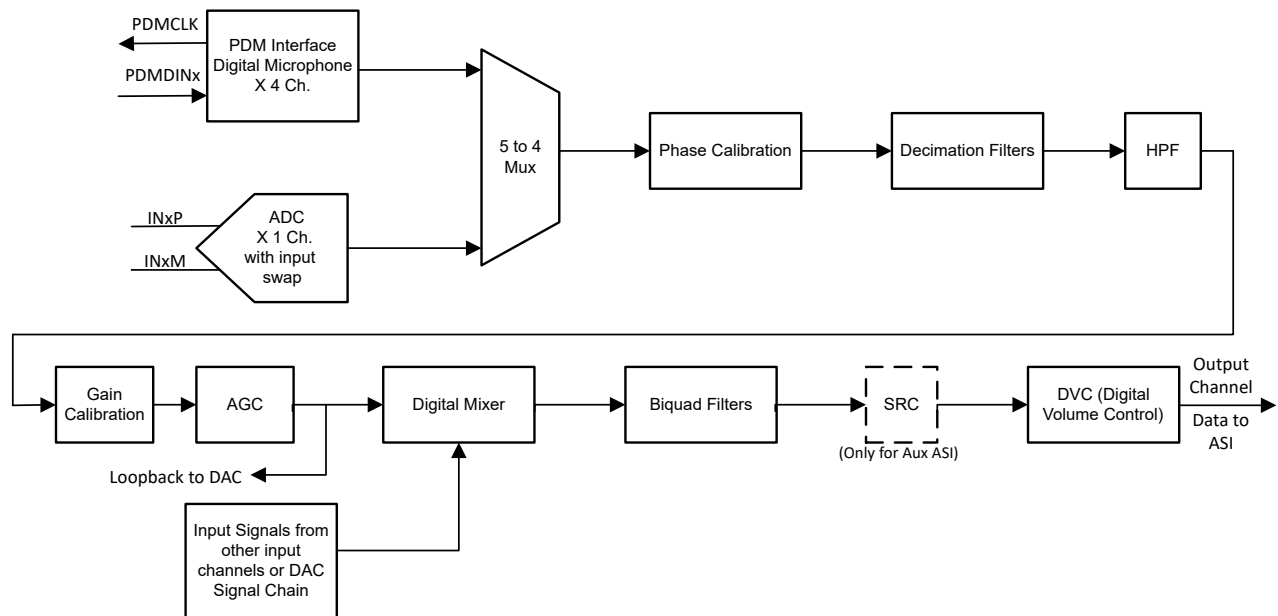 PDMCLK
PDMDINx
PDM Interface
Digital Microphone
X 4 Ch.
INxP
INxM
ADC
X 1 Ch.
with input
swap
5 to 4
Mux
Phase Calibration
Decimation Filters
HPF
Gain
Calibration
AGC
Loopback to DAC
Digital Mixer
Input Signals from
other input
channels or DAC
Signal Chain
Biquad Filters
SRC
(Only for Aux ASI)
DVC (Digital
Volume Control)
Output
Channel
Data to
ASI